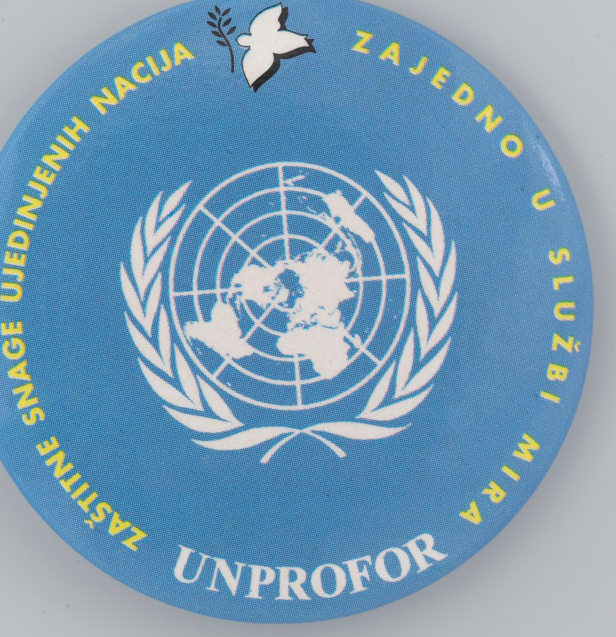 ZAŠTITNE SNAGE UJEDINJENIH NACIJA
ZAJEDNO U SLUŽBI MIRA
UNPROFOR